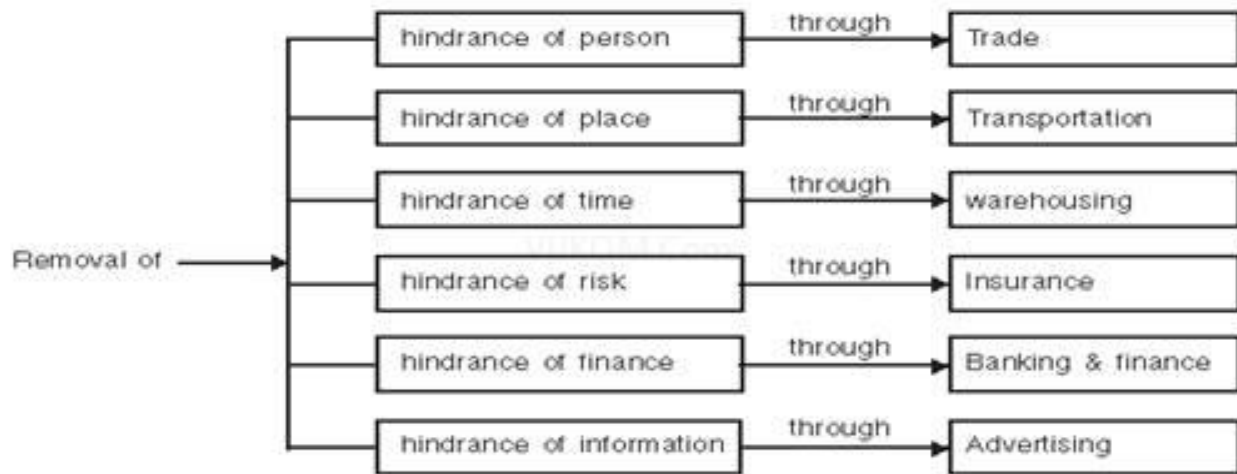 hindrance of person through Trade
hindrance of place through Transportation
hindrance of time through warehousing
Removal of
hindrance of risk through Insurance
hindrance of finance through Banking & finance
hindrance of information through Advertising